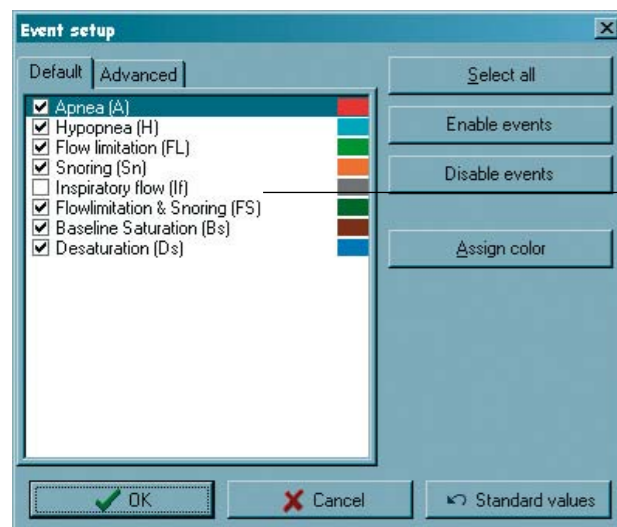 Event setup
Default Advanced
Apnea (A)
Hypopnea (H)
Flow limitation (FL)
Snoring (Sn)
Inspiratory flow (If)
Flowlimitation & Snoring (FS)
Baseline Saturation (Bs)
Desaturation (Ds)
Select all
Enable events
Disable events
Assign color
OK Cancel Standard values